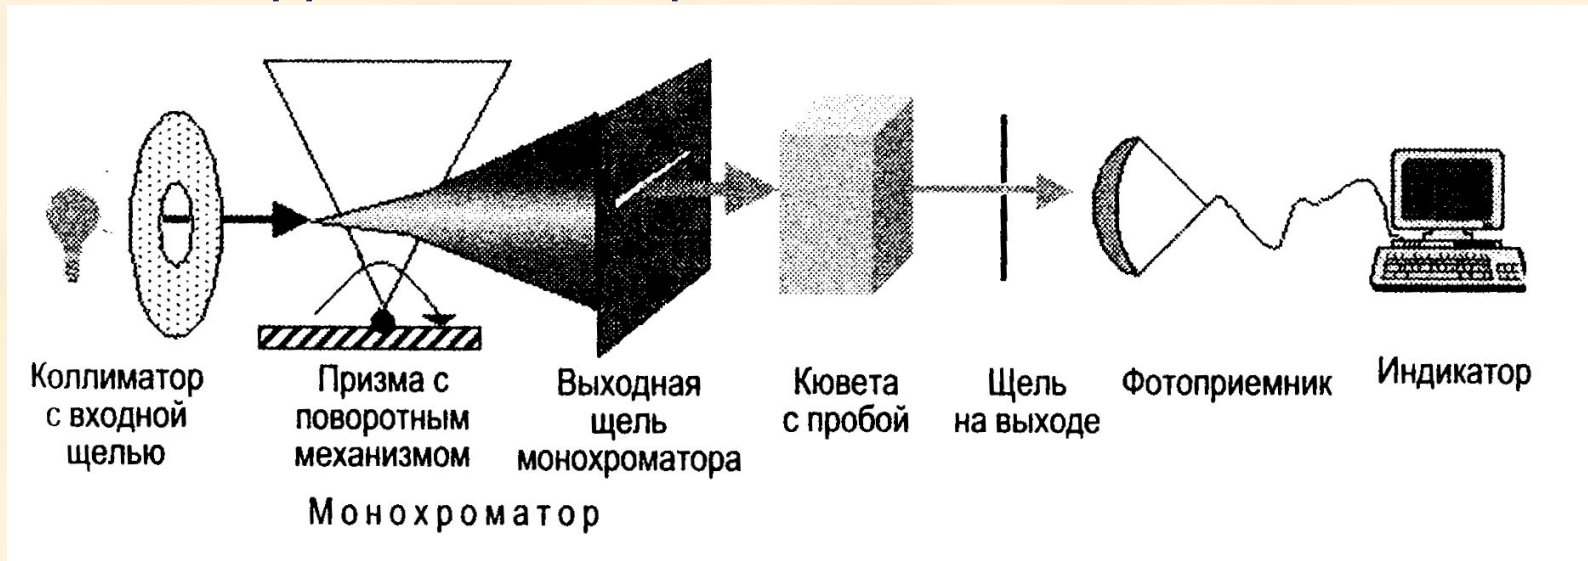 Коллиматор
с входной
щелью
Призма с
поворотным
механизмом
Выходная
щель
монохроматора
Кювета
с пробой
Щель
на выходе
Фотоприемник
Индикатор
Монохроматор